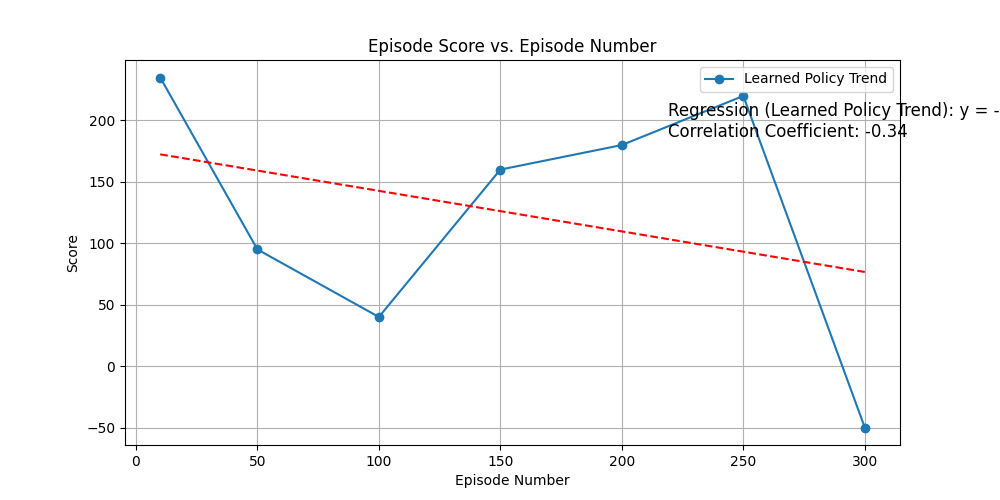 Episode Score vs. Episode Number
Learned Policy Trend
Regression (Learned Policy Trend): y = -
Correlation Coefficient: -0.34
Score
200
150
100
50
0
−50
0 50 100 150 200 250 300
Episode Number